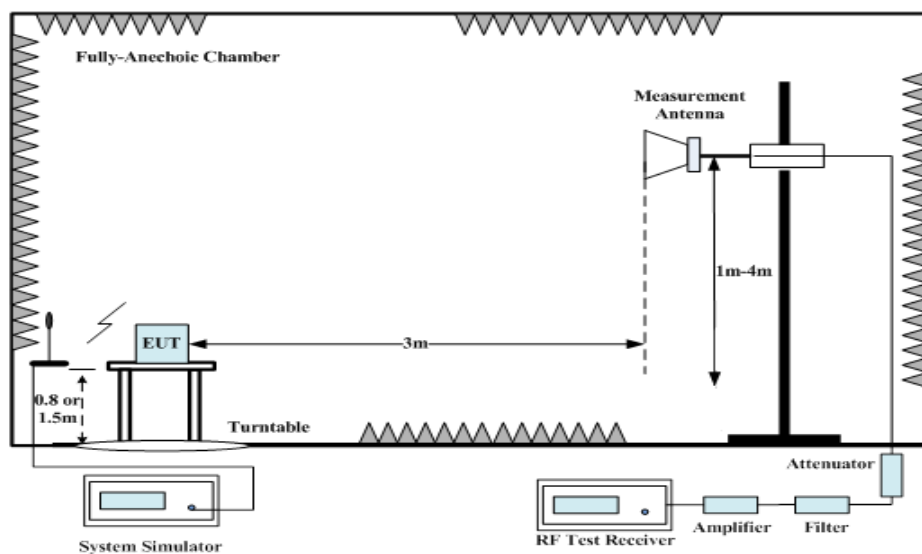 Fully-Anechoic Chamber
Measurement
Antenna
1m-4m
EUT
3m
0.8 or
1.5m
Turntable
Attenuator
System Simulator
RF Test Receiver
Amplifier
Filter